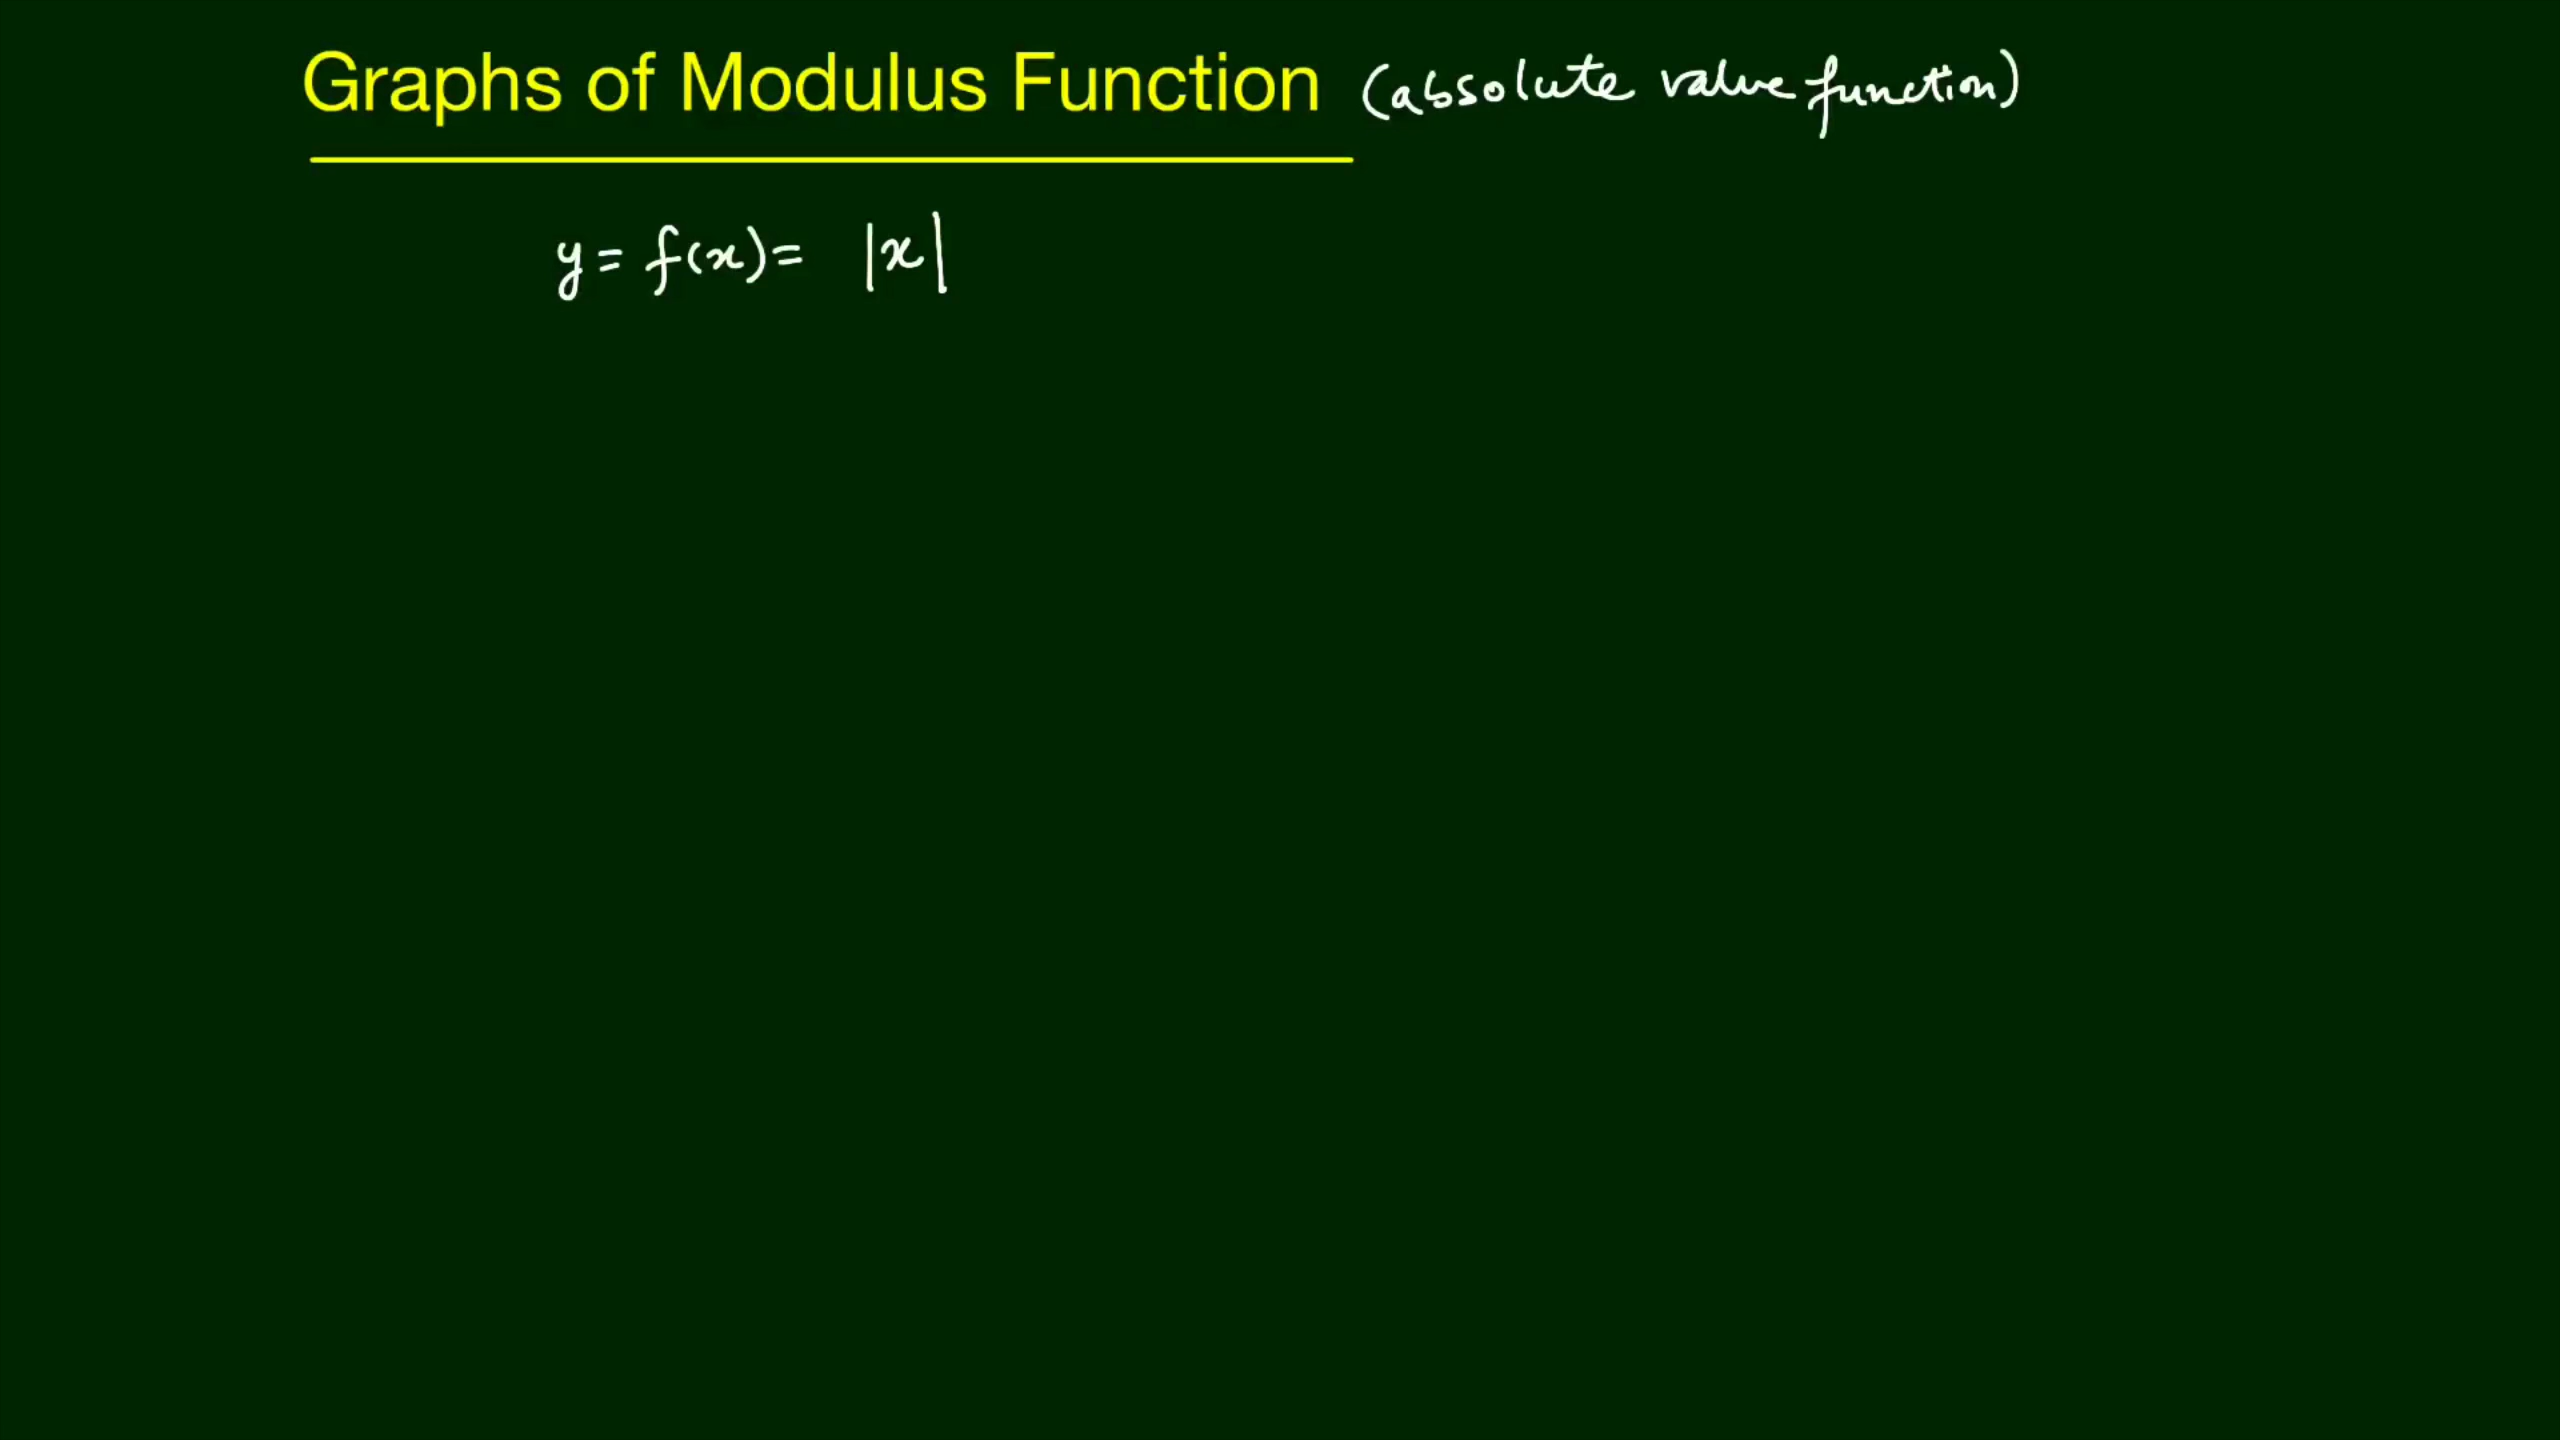 Graphs of Modulus Function (absolute value function)
y = f(x) = |x|